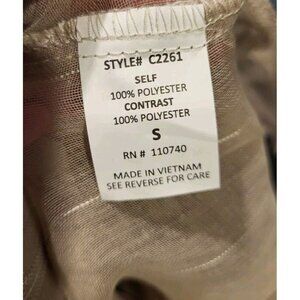 STYLE# C2261
SELF
100% POLYESTER
CONTRAST
100% POLYESTER
S
RN # 110740
MADE IN VIETNAM
SEE REVERSE FOR CARE